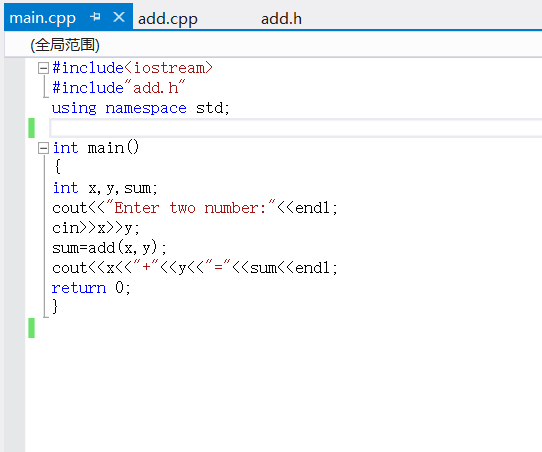 main.cpp add.cpp add.h
(全局范围)
#include<iostream>
#include"add.h"
using namespace std;
int main()
{
int x,y,sum;
cout<<"Enter two number:"<<endl;
cin>>x>>y;
sum=add(x,y);
cout<<x<<"+"<<y<<"="<<sum<<endl;
return 0;
}